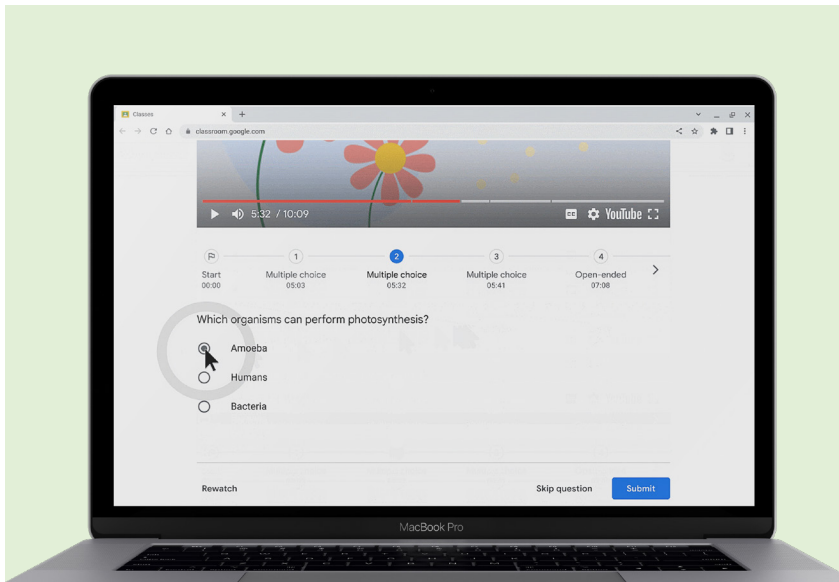 Classes
classroom.google.com
5:32 / 10:09
CC
YouTube
1
2
3
4
Start
Multiple choice
Multiple choice
Multiple choice
Open-ended
00:00
05:03
05:32
05:41
07:08
Which organisms can perform photosynthesis?
Amoeba
Humans
Bacteria
Rewatch
Skip question
Submit
MacBook Pro